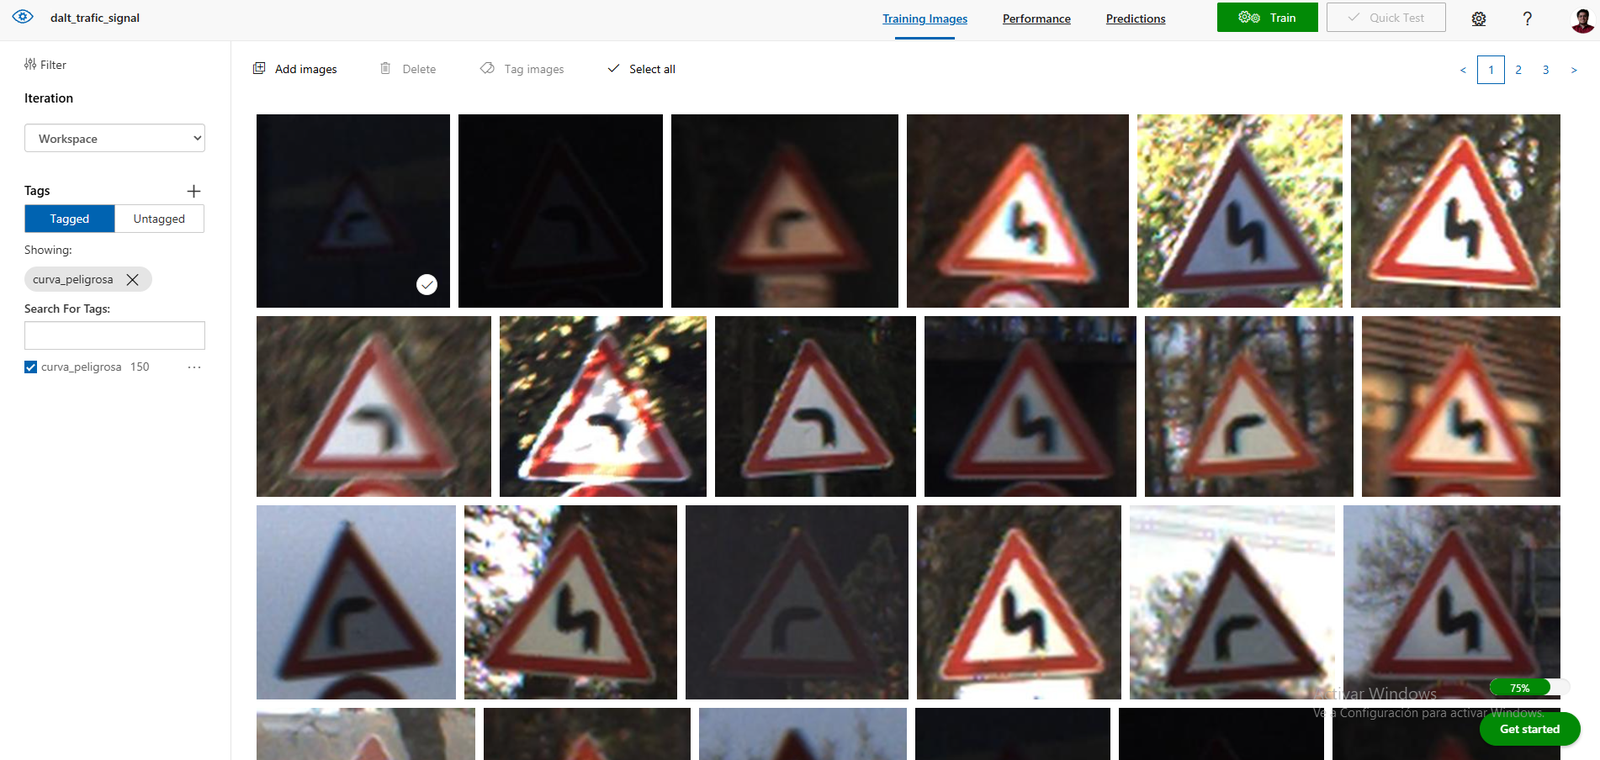 dalt_trafic_signal
Training Images
Performance
Predictions
Train
Quick Test
?
Filter
Iteration
Workspace
Tags
Tagged
Untagged
Showing:
curva_peligrosa
Search For Tags:
curva_peligrosa 150
Add images
Delete
Tag images
Select all
< 1 2 3 >
75%
Activar Windows
Ve a Configuración para activar Windows.
Get started